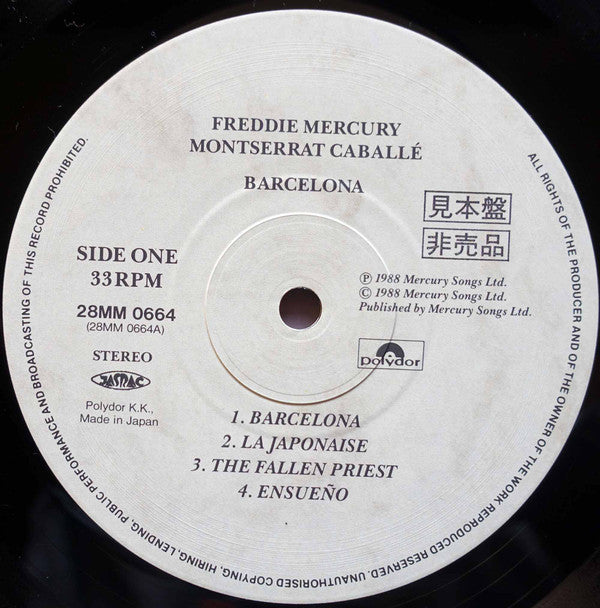 FREDDIE MERCURY
MONTSERRAT CABALLÉ
BARCELONA
見本盤
非売品
SIDE ONE
33RPM
28MM 0664
(28MM 0664A)
STEREO
JASRAC
Polydor K.K.,
Made in Japan
℗ 1988 Mercury Songs Ltd.
© 1988 Mercury Songs Ltd.
Published by Mercury Songs Ltd.
Polydor
1. BARCELONA
2. LA JAPONAISE
3. THE FALLEN PRIEST
4. ENSUEÑO
ALL RIGHTS OF THE PRODUCER AND OF THE OWNER OF THE WORK REPRODUCED RESERVED. UNAUTHORISED COPYING, HIRING, LENDING, PUBLIC PERFORMANCE AND BROADCASTING OF THIS RECORD PROHIBITED.